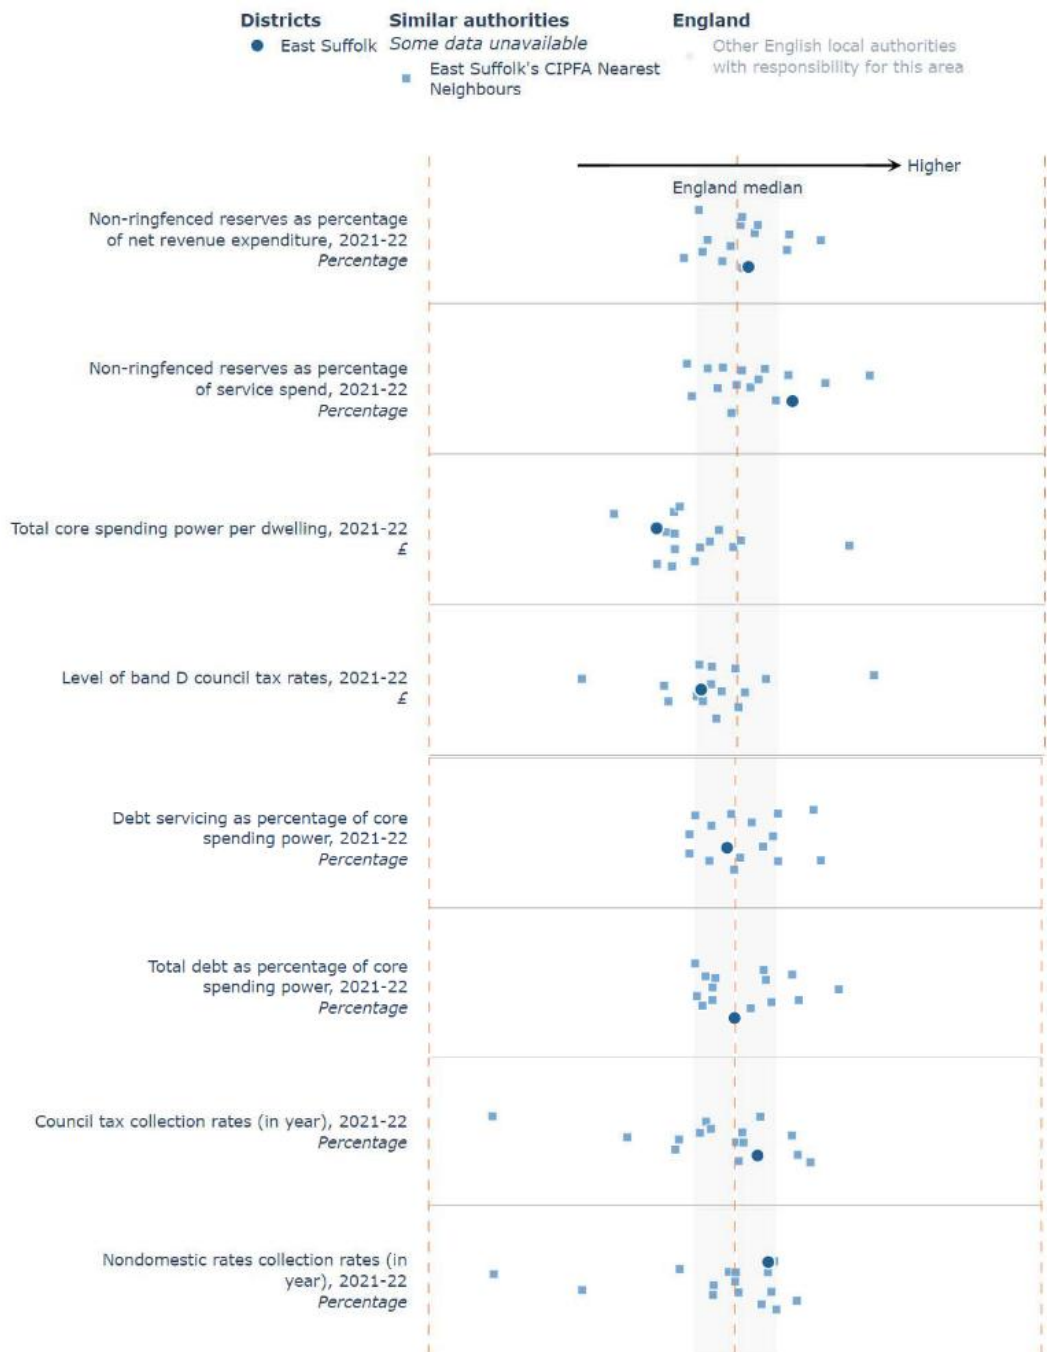 Districts
East Suffolk
Similar authorities
Some data unavailable
East Suffolk's CIPFA Nearest
Neighbours
England
Other English local authorities
with responsibility for this area
Higher
England median
Non-ringfenced reserves as percentage
of net revenue expenditure, 2021-22
Percentage
Non-ringfenced reserves as percentage
of service spend, 2021-22
Percentage
Total core spending power per dwelling, 2021-22
£
Level of band D council tax rates, 2021-22
£
Debt servicing as percentage of core
spending power, 2021-22
Percentage
Total debt as percentage of core
spending power, 2021-22
Percentage
Council tax collection rates (in year), 2021-22
Percentage
Nondomestic rates collection rates (in
year), 2021-22
Percentage